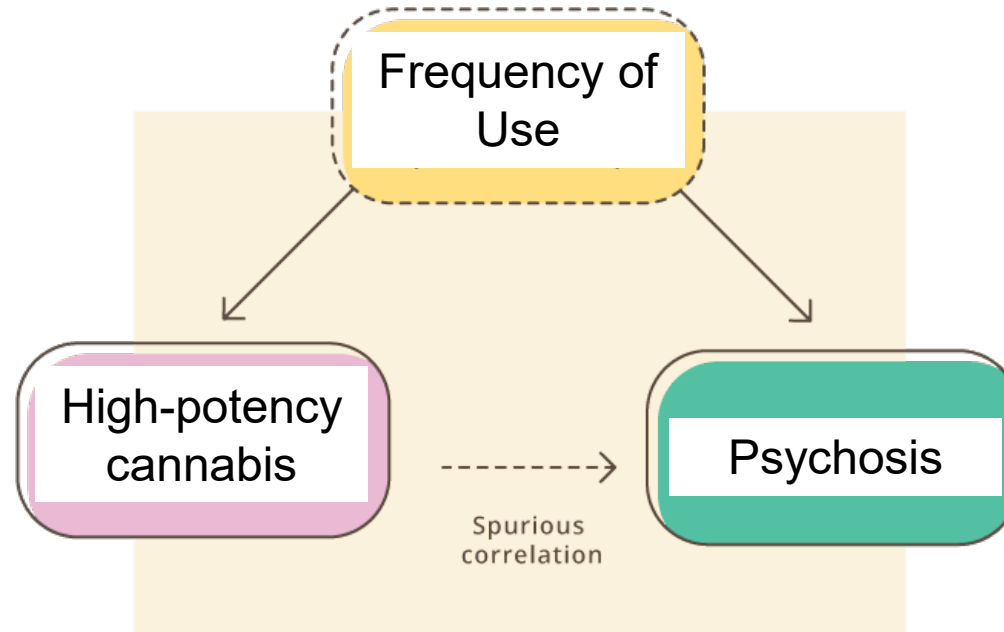 Frequency of
Use
High-potency
cannabis
Psychosis
Spurious
correlation